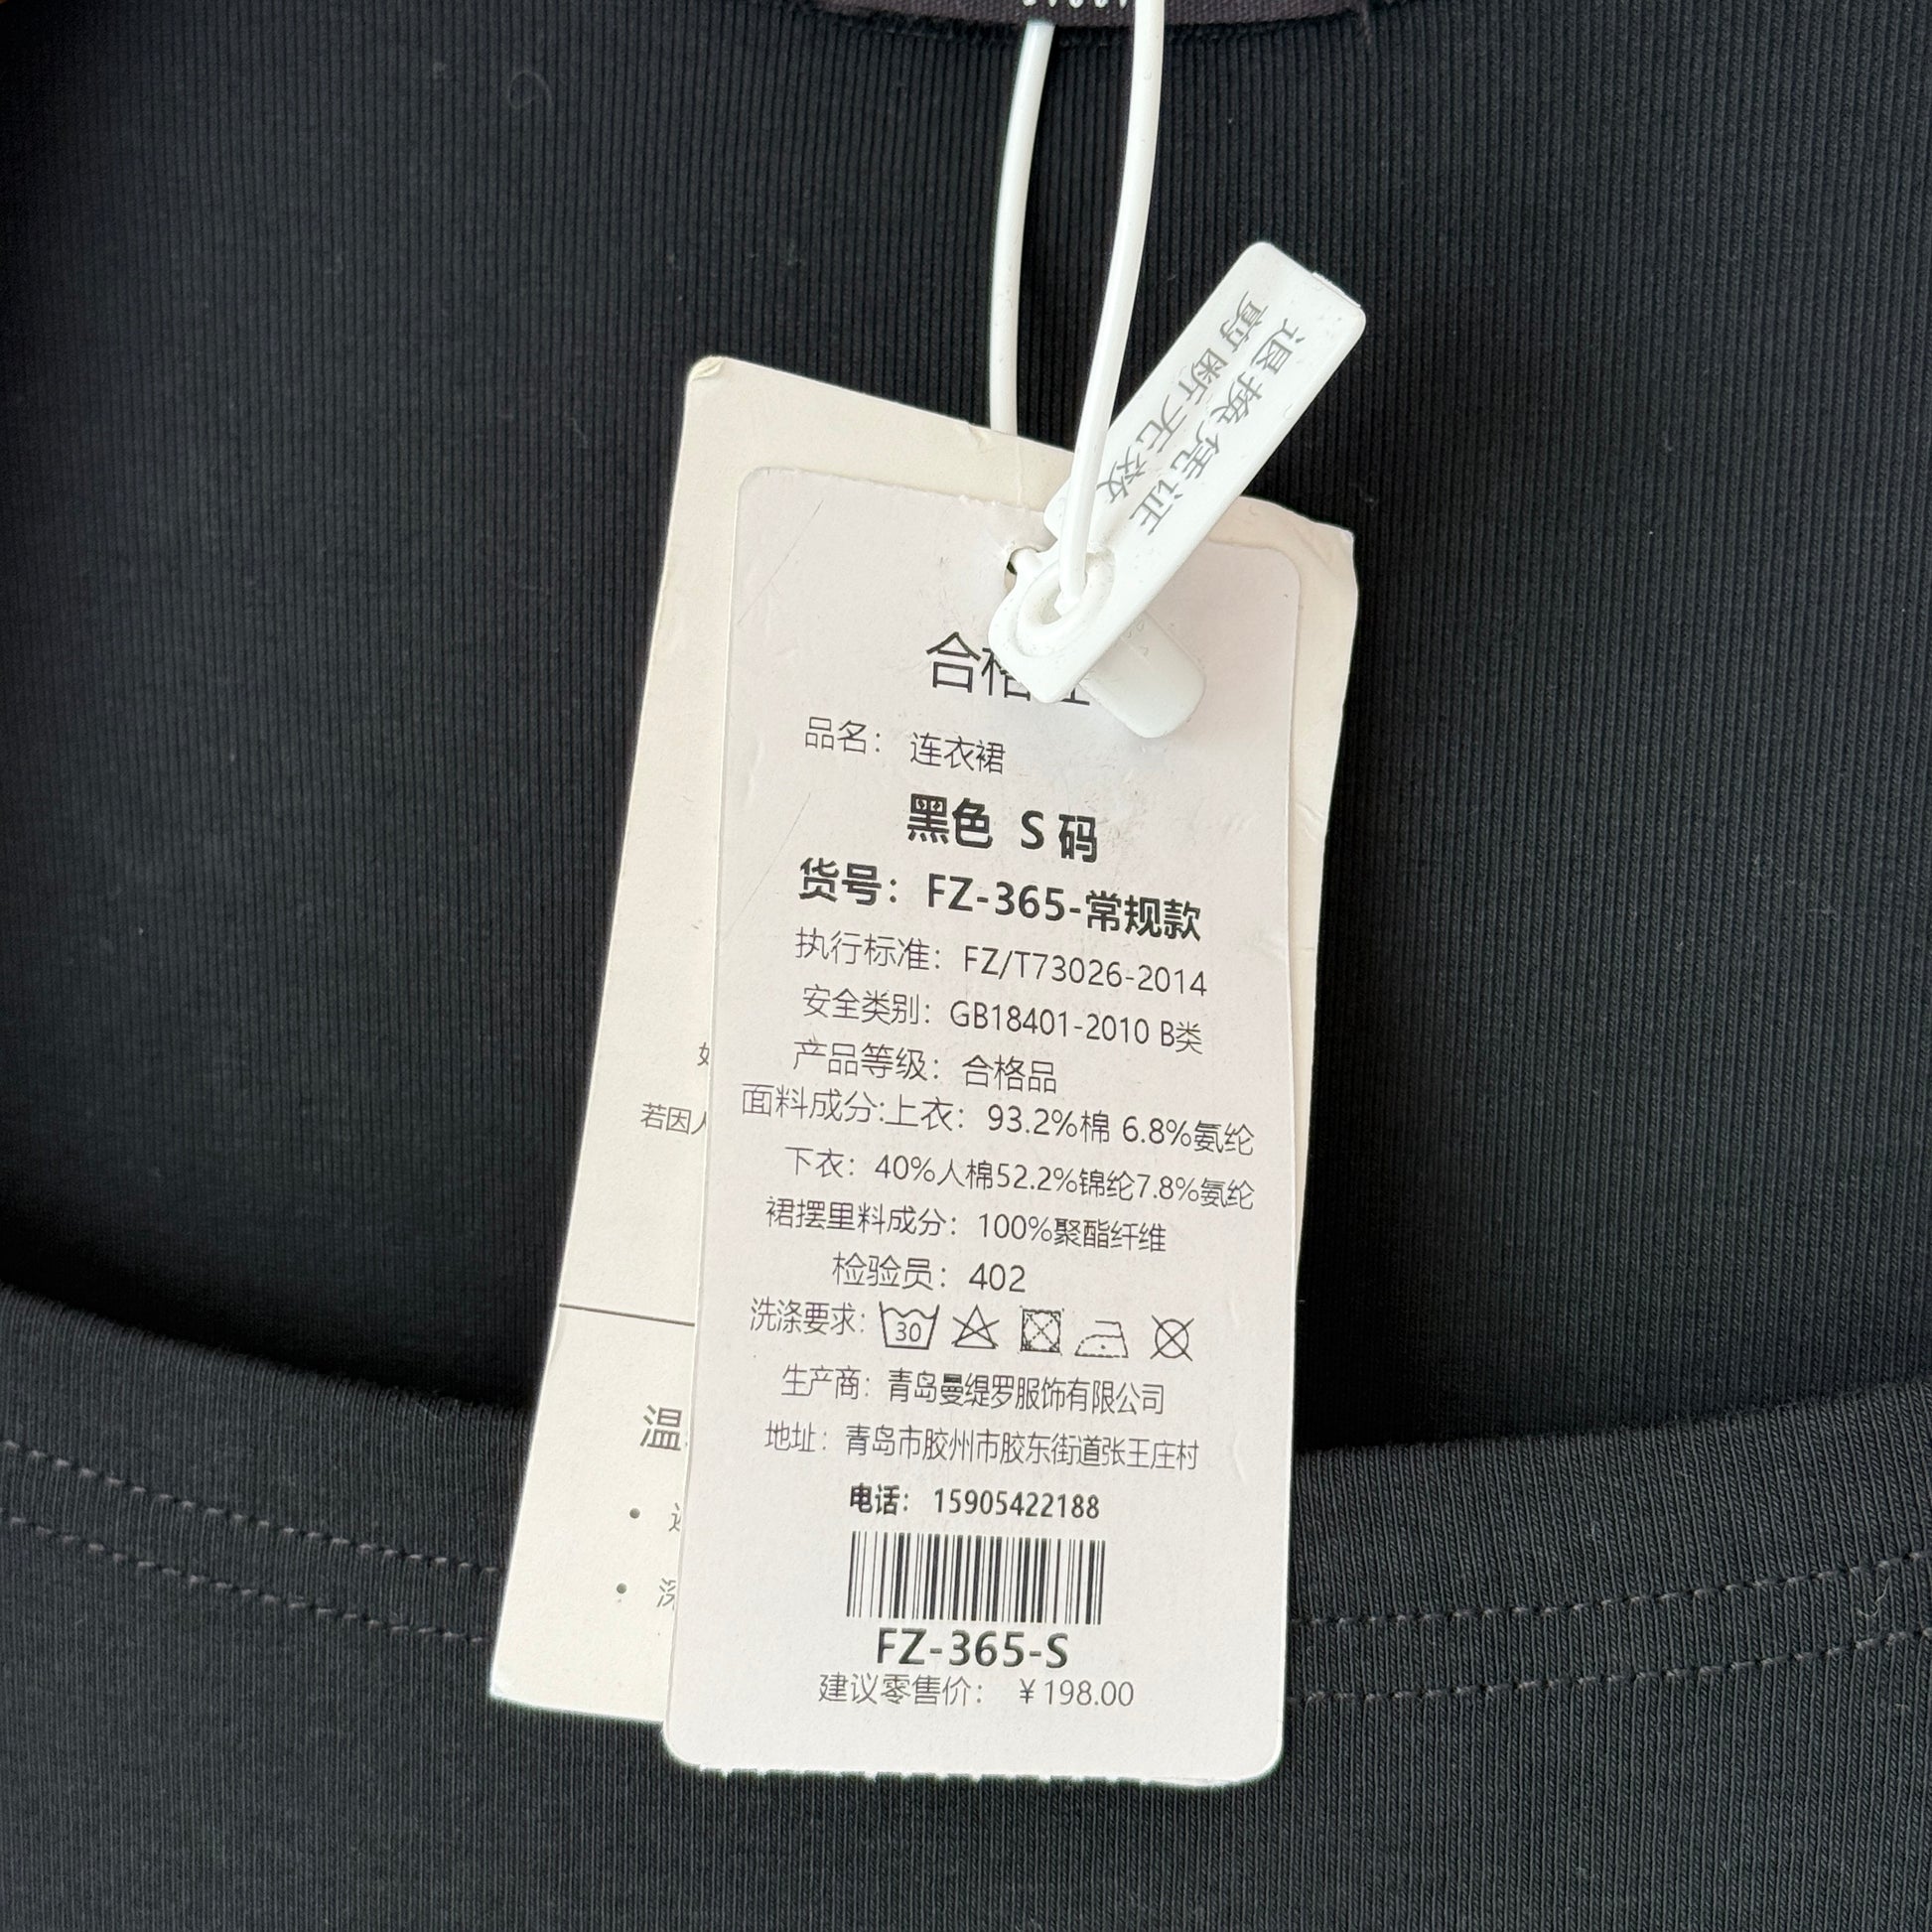 退换凭证
剪断无效
合格证
品名： 连衣裙
黑色 S 码
货号：FZ-365-常规款
执行标准：FZ/T73026-2014
安全类别：GB18401-2010 B类
产品等级：合格品
面料成分:上衣：93.2%棉 6.8%氨纶
下衣：40%人棉52.2%锦纶7.8%氨纶
裙摆里料成分：100%聚酯纤维
检验员：402
洗涤要求: 30
生产商：青岛曼缇罗服饰有限公司
地址：青岛市胶州市胶东街道张王庄村
电话： 15905422188
FZ-365-S
建议零售价： ￥198.00
若因人
温